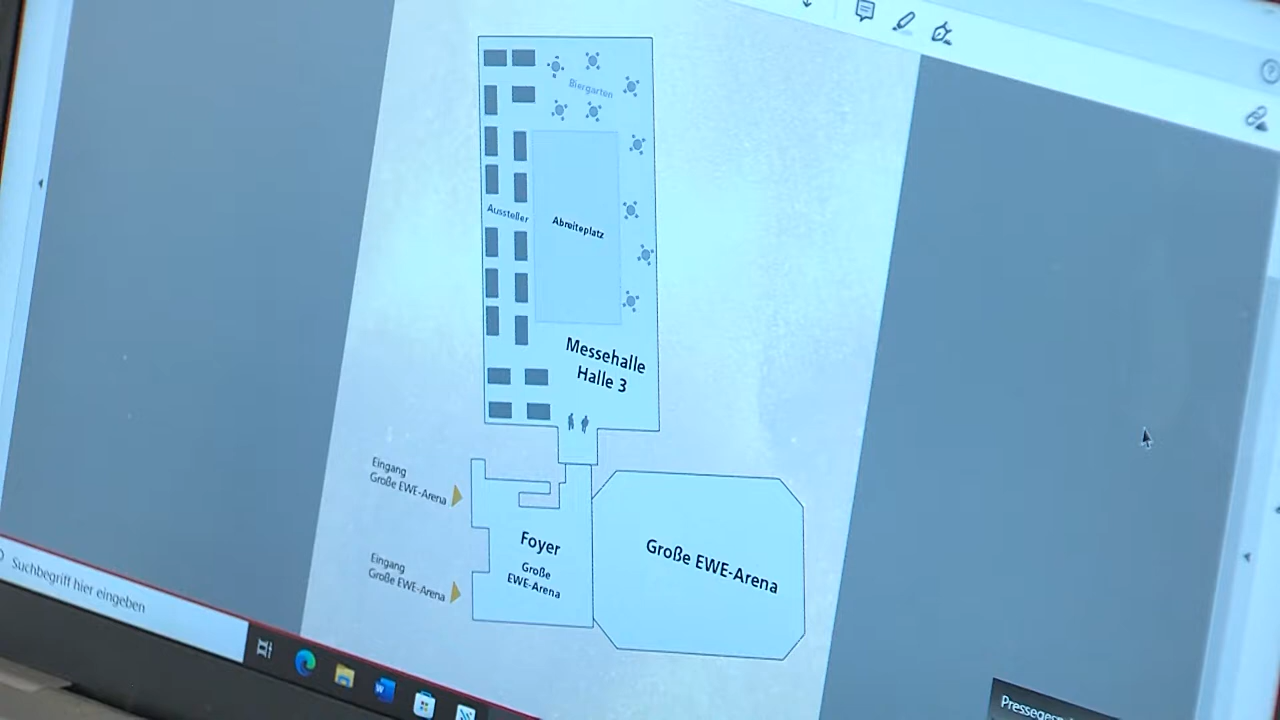 Biergarten
Aussteller
Abreiteplatz
Messehalle
Halle 3
Eingang
Große EWE-Arena
Foyer
Große
EWE-Arena
Große EWE-Arena
Eingang
Große EWE-Arena
Suchbegriff hier eingeben